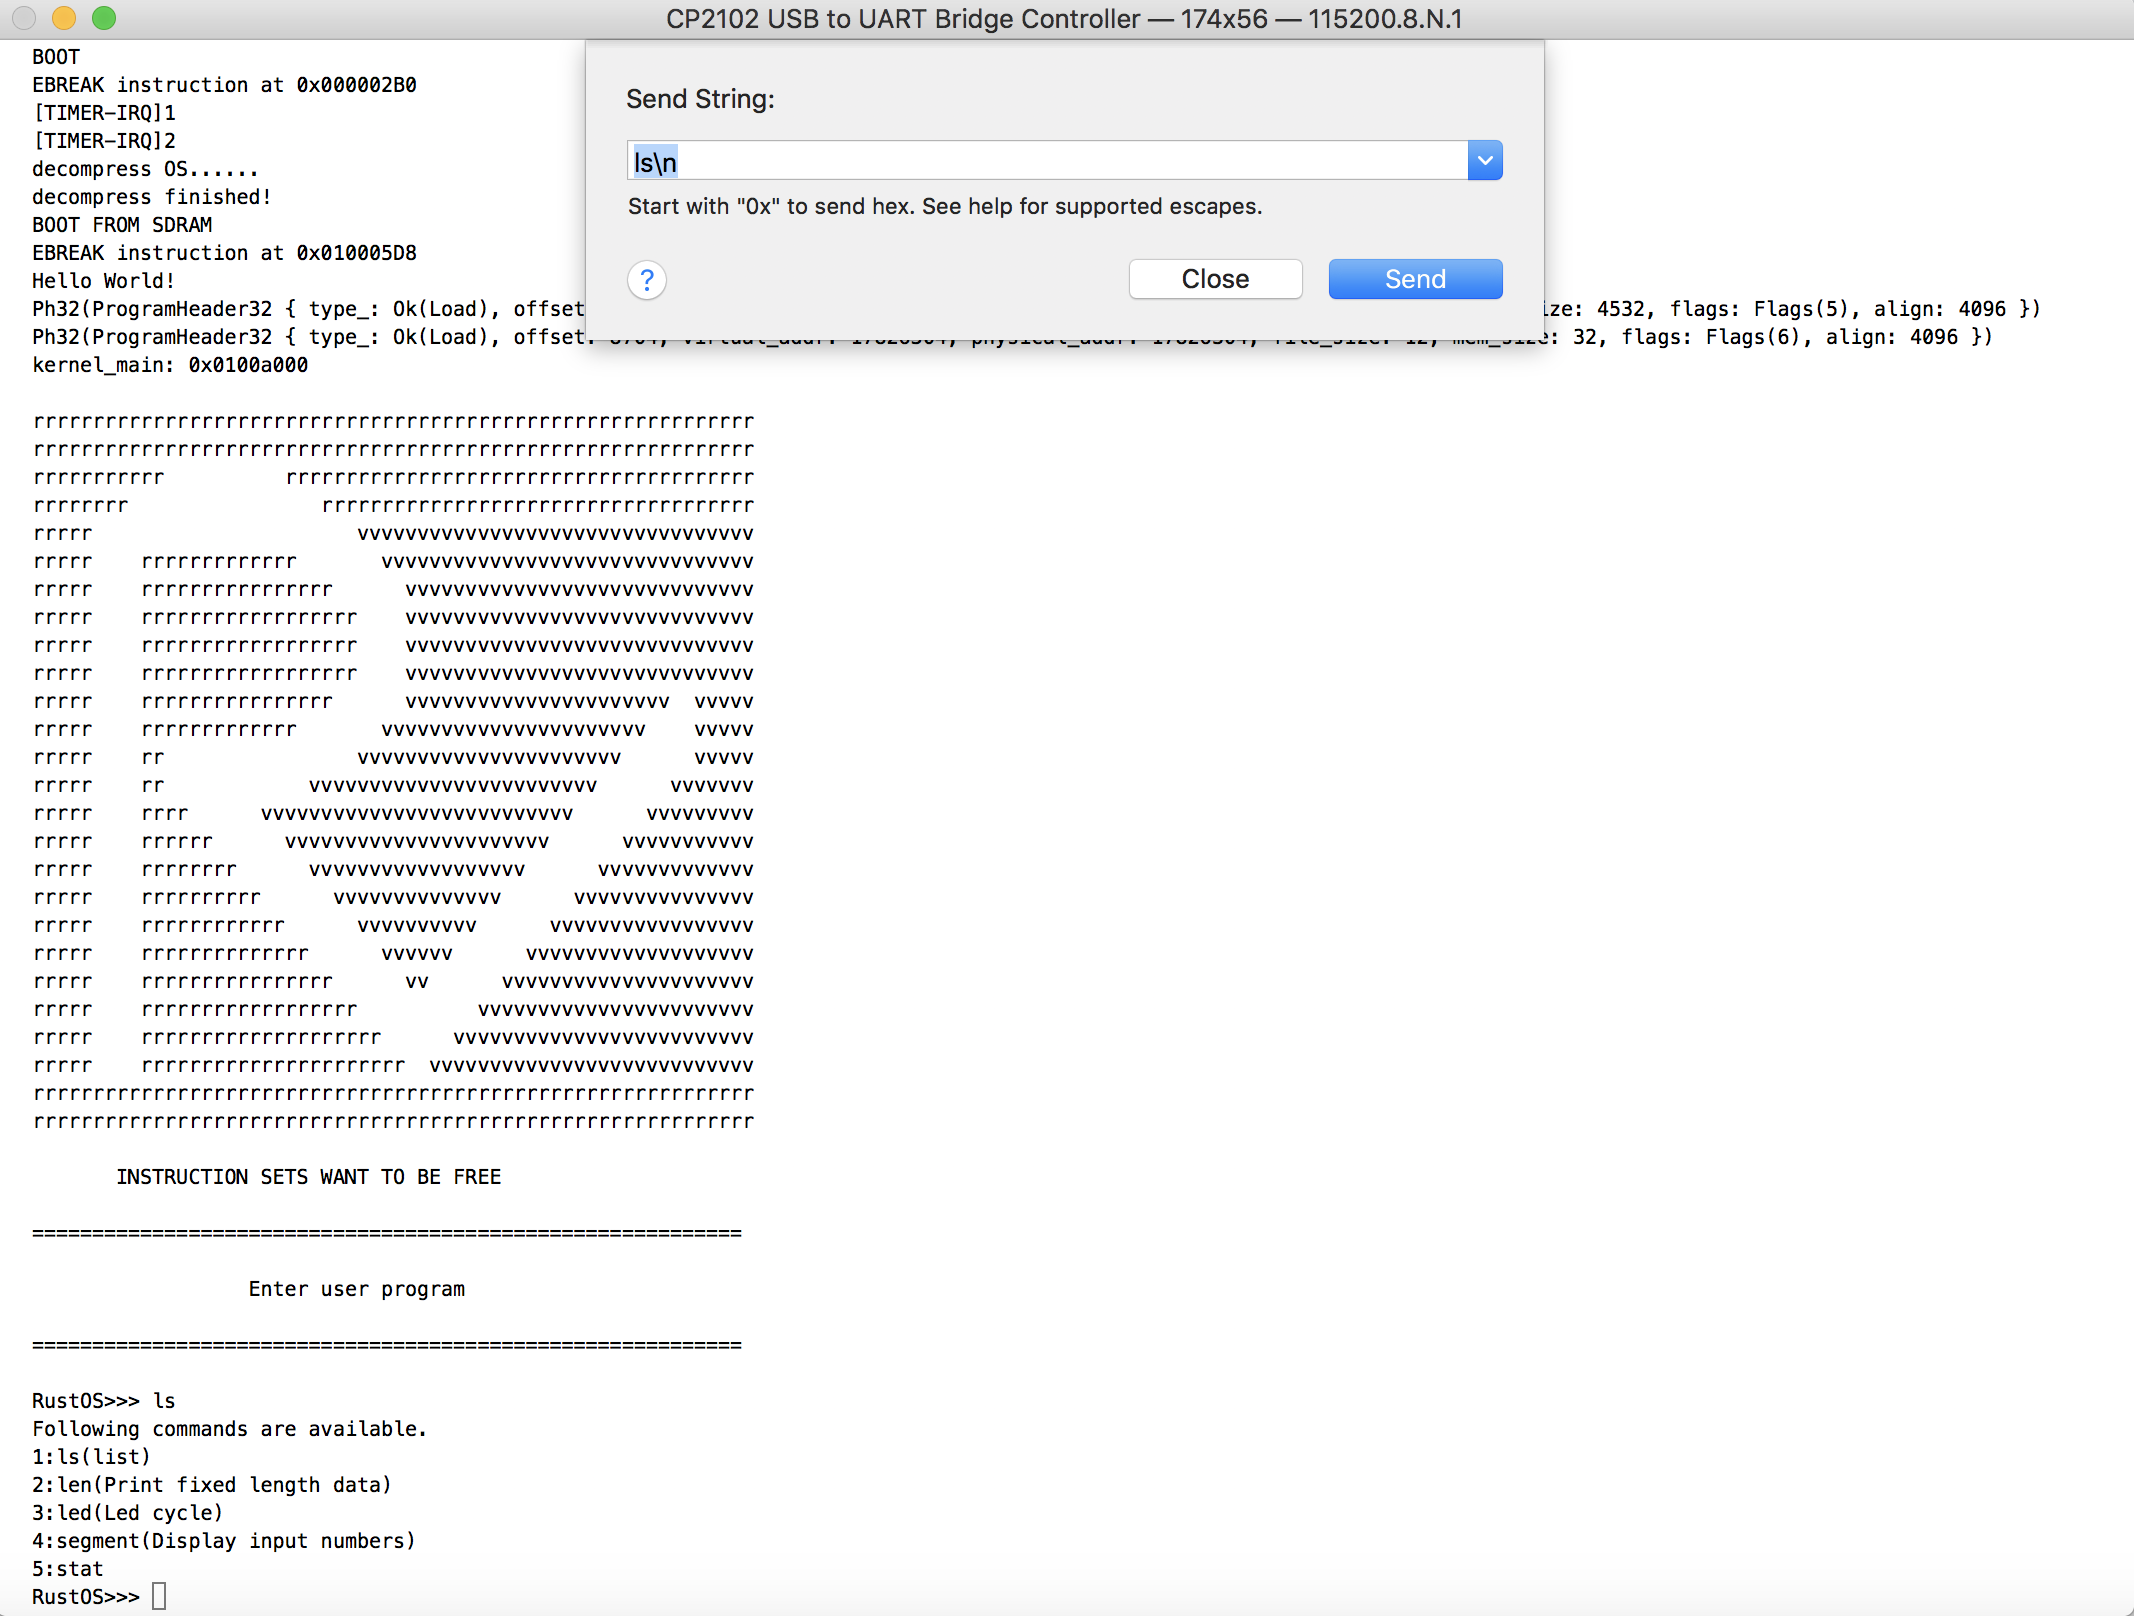 CP2102 USB to UART Bridge Controller — 174x56 — 115200.8.N.1
BOOT
EBREAK instruction at 0x000002B0
[TIMER-IRQ]1
[TIMER-IRQ]2
decompress OS......
decompress finished!
BOOT FROM SDRAM
EBREAK instruction at 0x010005D8
Hello World!
Ph32(ProgramHeader32 { type_: Ok(Load), offset ize: 4532, flags: Flags(5), align: 4096 })
Ph32(ProgramHeader32 { type_: Ok(Load), offset 32, flags: Flags(6), align: 4096 })
kernel_main: 0x0100a000
Send String:
ls\n
Start with "0x" to send hex. See help for supported escapes.
? Close Send
rrrrrrrrrrrrrrrrrrrrrrrrrrrrrrrrrrrrrrrrrrrrrrrrrrrrrrrrrrrr
rrrrrrrrrrrrrrrrrrrrrrrrrrrrrrrrrrrrrrrrrrrrrrrrrrrrrrrrrrrr
rrrrrrrrrrr          rrrrrrrrrrrrrrrrrrrrrrrrrrrrrrrrrrrrrrr
rrrrrrrr                rrrrrrrrrrrrrrrrrrrrrrrrrrrrrrrrrrrr
rrrrr                      vvvvvvvvvvvvvvvvvvvvvvvvvvvvvvvvv
rrrrr    rrrrrrrrrrrrr       vvvvvvvvvvvvvvvvvvvvvvvvvvvvvvv
rrrrr    rrrrrrrrrrrrrrrr      vvvvvvvvvvvvvvvvvvvvvvvvvvvvv
rrrrr    rrrrrrrrrrrrrrrrrr    vvvvvvvvvvvvvvvvvvvvvvvvvvvvv
rrrrr    rrrrrrrrrrrrrrrrrr    vvvvvvvvvvvvvvvvvvvvvvvvvvvvv
rrrrr    rrrrrrrrrrrrrrrrrr    vvvvvvvvvvvvvvvvvvvvvvvvvvvvv
rrrrr    rrrrrrrrrrrrrrrr      vvvvvvvvvvvvvvvvvvvvvv  vvvvv
rrrrr    rrrrrrrrrrrrr       vvvvvvvvvvvvvvvvvvvvvv    vvvvv
rrrrr    rr                vvvvvvvvvvvvvvvvvvvvvv      vvvvv
rrrrr    rr            vvvvvvvvvvvvvvvvvvvvvvvv      vvvvvvv
rrrrr    rrrr      vvvvvvvvvvvvvvvvvvvvvvvvvv      vvvvvvvvv
rrrrr    rrrrrr      vvvvvvvvvvvvvvvvvvvvvv      vvvvvvvvvvv
rrrrr    rrrrrrrr      vvvvvvvvvvvvvvvvvv      vvvvvvvvvvvvv
rrrrr    rrrrrrrrrr      vvvvvvvvvvvvvv      vvvvvvvvvvvvvvv
rrrrr    rrrrrrrrrrrr      vvvvvvvvvv      vvvvvvvvvvvvvvvvv
rrrrr    rrrrrrrrrrrrrr      vvvvvv      vvvvvvvvvvvvvvvvvvv
rrrrr    rrrrrrrrrrrrrrrr      vv      vvvvvvvvvvvvvvvvvvvvv
rrrrr    rrrrrrrrrrrrrrrrrr          vvvvvvvvvvvvvvvvvvvvvvv
rrrrr    rrrrrrrrrrrrrrrrrrrr      vvvvvvvvvvvvvvvvvvvvvvvvv
rrrrr    rrrrrrrrrrrrrrrrrrrrrr  vvvvvvvvvvvvvvvvvvvvvvvvvvv
rrrrrrrrrrrrrrrrrrrrrrrrrrrrrrrrrrrrrrrrrrrrrrrrrrrrrrrrrrrr
rrrrrrrrrrrrrrrrrrrrrrrrrrrrrrrrrrrrrrrrrrrrrrrrrrrrrrrrrrrr
INSTRUCTION SETS WANT TO BE FREE
===========================================================
Enter user program
===========================================================
RustOS>>> ls
Following commands are available.
1:ls(list)
2:len(Print fixed length data)
3:led(Led cycle)
4:segment(Display input numbers)
5:stat
RustOS>>>